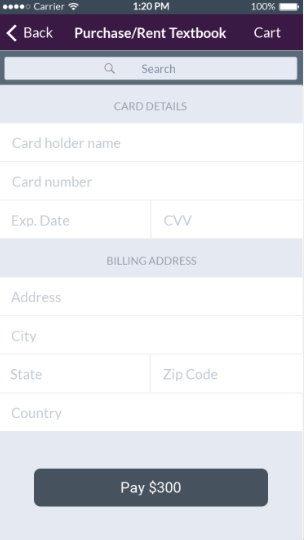 Carrier 1:20 PM 100%
Back Purchase/Rent Textbook Cart
Search
CARD DETAILS
Card holder name
Card number
Exp. Date CVV
BILLING ADDRESS
Address
City
State Zip Code
Country
Pay $300